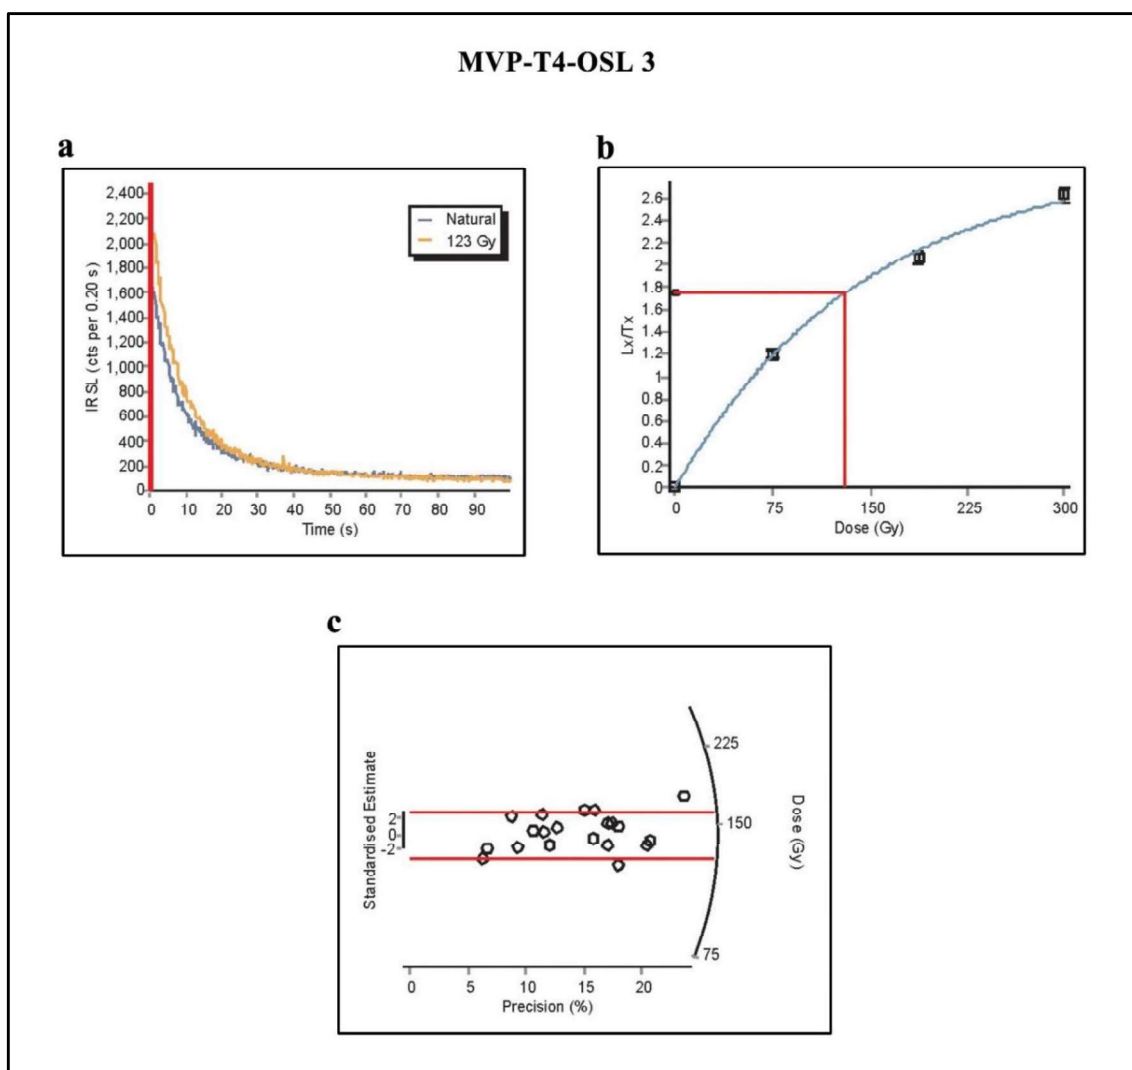 MVP-T4-OSL 3
a
IRSL (cts per 0.20 s)
2,400
2,200
2,000
1,800
1,600
1,400
1,200
1,000
800
600
400
200
0
Natural
123 Gy
0 10 20 30 40 50 60 70 80 90
Time (s)
b
Lx/Tx
2.6
2.4
2.2
2
1.8
1.6
1.4
1.2
1
0.8
0.6
0.4
0.2
0
0 75 150 225 300
Dose (Gy)
c
Standardised Estimate
2
0
-2
225
150
75
Dose (Gy)
0 5 10 15 20
Precision (%)